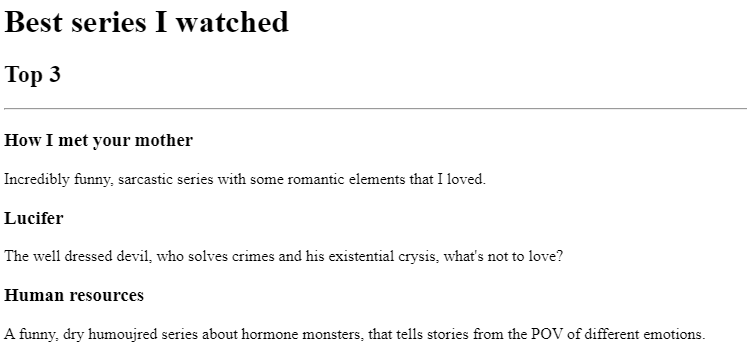 Best series I watched
Top 3
How I met your mother
Incredibly funny, sarcastic series with some romantic elements that I loved.
Lucifer
The well dressed devil, who solves crimes and his existential crysis, what's not to love?
Human resources
A funny, dry humoujred series about hormone monsters, that tells stories from the POV of different emotions.